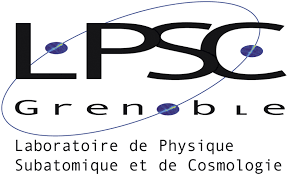 LPSC
Grenoble
Laboratoire de Physique
Subatomique et de Cosmologie